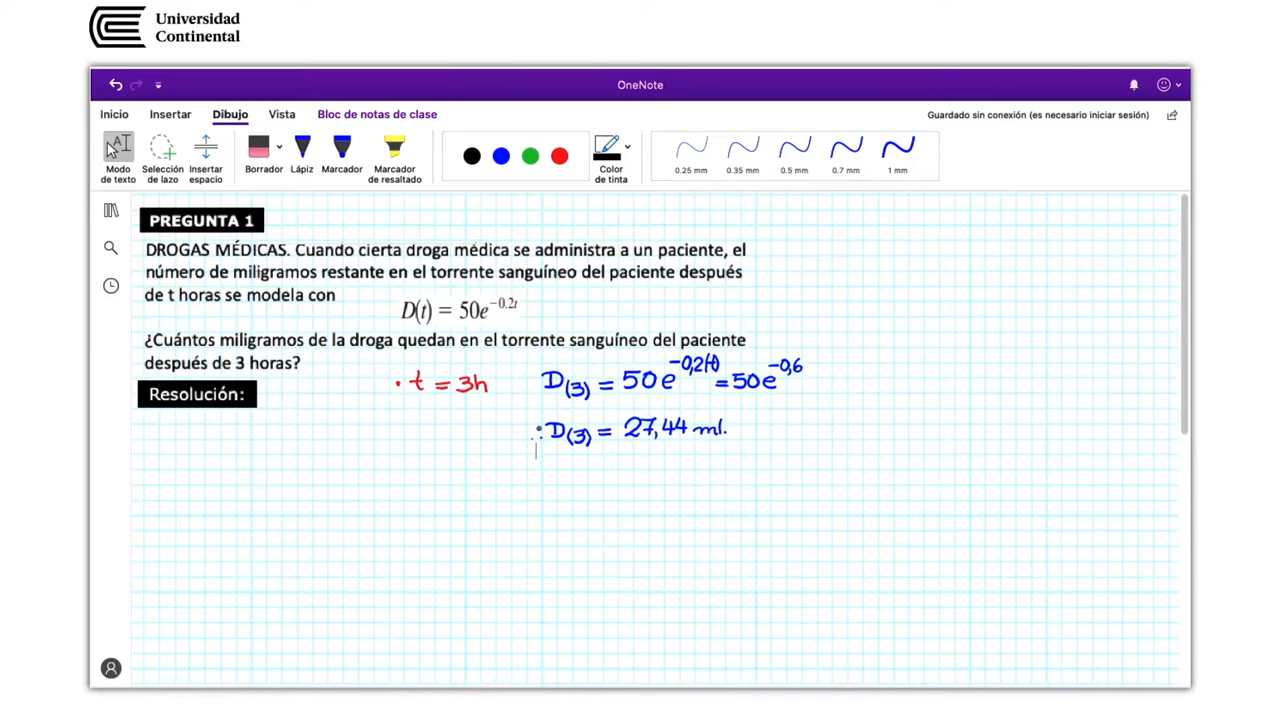 Universidad
Continental
OneNote
Inicio Insertar Dibujo Vista Bloc de notas de clase Guardado sin conexión (es necesario iniciar sesión)
Modo de texto Selección de lazo Insertar espacio Borrador Lápiz Marcador Marcador de resaltado Color de tinta 0.25 mm 0.35 mm 0.5 mm 0.7 mm 1 mm
PREGUNTA 1
DROGAS MÉDICAS. Cuando cierta droga médica se administra a un paciente, el
número de miligramos restante en el torrente sanguíneo del paciente después
de t horas se modela con
D(t) = 50e^{-0.2t}
¿Cuántos miligramos de la droga quedan en el torrente sanguíneo del paciente
después de 3 horas?
Resolución: • t = 3h D(3) = 50e^{-0,2(t)} = 50e^{-0,6}
∴ D(3) = 27,44 ml.